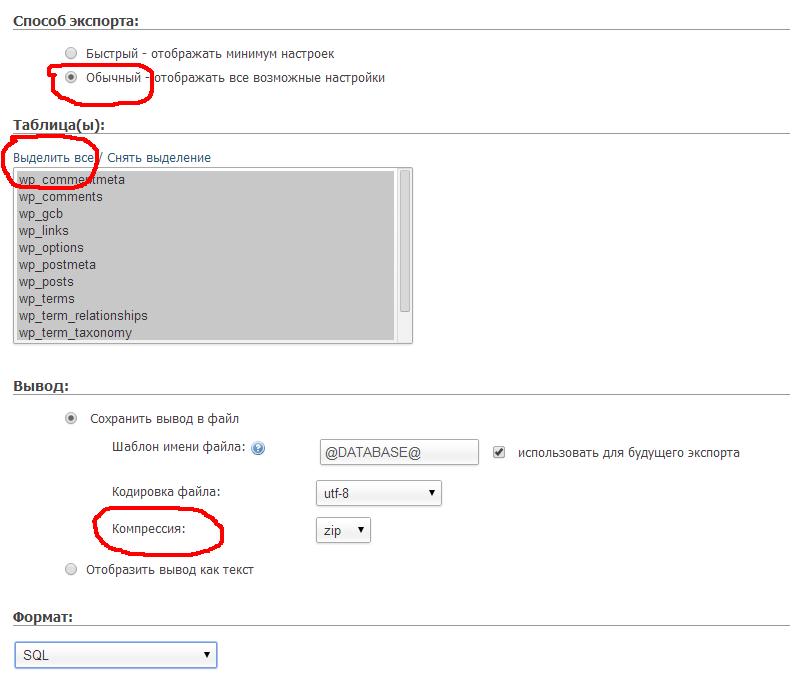 Способ экспорта:
Быстрый - отображать минимум настроек
Обычный - отображать все возможные настройки
Таблица(ы):
Выделить все / Снять выделение
wp_commentmeta
wp_comments
wp_gcb
wp_links
wp_options
wp_postmeta
wp_posts
wp_terms
wp_term_relationships
wp_term_taxonomy
Вывод:
Сохранить вывод в файл
Шаблон имени файла: @DATABASE@ использовать для будущего экспорта
Кодировка файла: utf-8
Компрессия: zip
Отобразить вывод как текст
Формат:
SQL